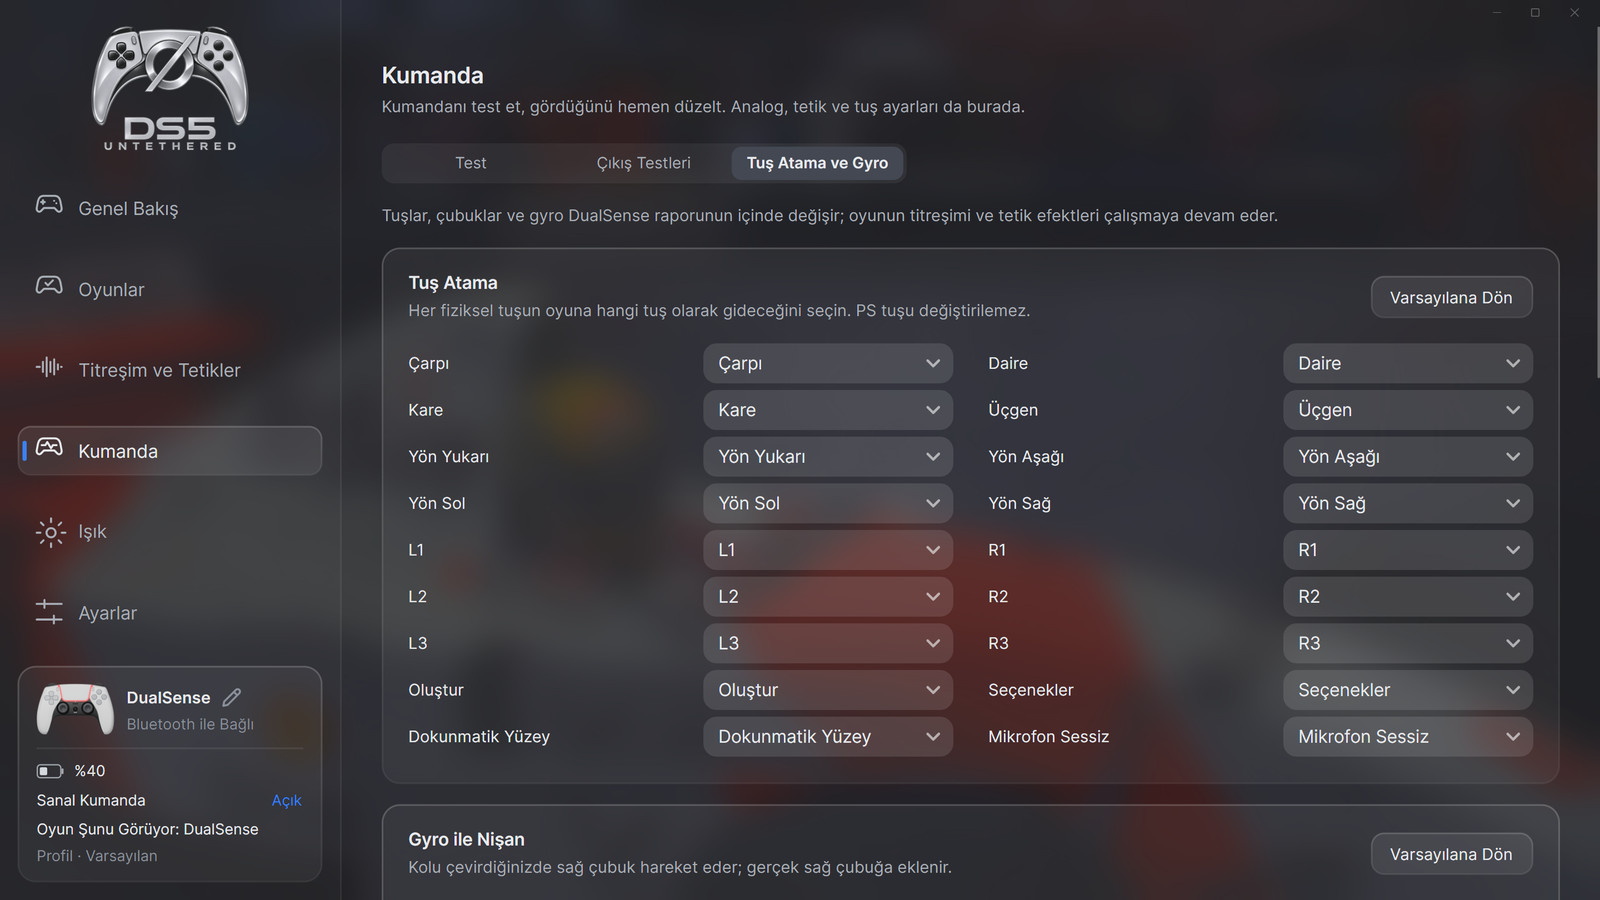 DS5
UNTETHERED
Genel Bakış
Oyunlar
Titreşim ve Tetikler
Kumanda
Işık
Ayarlar
DualSense
Bluetooth ile Bağlı
%40
Sanal Kumanda Açık
Oyun Şunu Görüyor: DualSense
Profil · Varsayılan
Kumanda
Kumandanı test et, gördüğünü hemen düzelt. Analog, tetik ve tuş ayarları da burada.
Test Çıkış Testleri Tuş Atama ve Gyro
Tuşlar, çubuklar ve gyro DualSense raporunun içinde değişir; oyunun titreşimi ve tetik efektleri çalışmaya devam eder.
Tuş Atama
Her fiziksel tuşun oyuna hangi tuş olarak gideceğini seçin. PS tuşu değiştirilemez.
Varsayılana Dön
Çarpı Çarpı Daire Daire
Kare Kare Üçgen Üçgen
Yön Yukarı Yön Yukarı Yön Aşağı Yön Aşağı
Yön Sol Yön Sol Yön Sağ Yön Sağ
L1 L1 R1 R1
L2 L2 R2 R2
L3 L3 R3 R3
Oluştur Oluştur Seçenekler Seçenekler
Dokunmatik Yüzey Dokunmatik Yüzey Mikrofon Sessiz Mikrofon Sessiz
Gyro ile Nişan
Kolu çevirdiğinizde sağ çubuk hareket eder; gerçek sağ çubuğa eklenir.
Varsayılana Dön